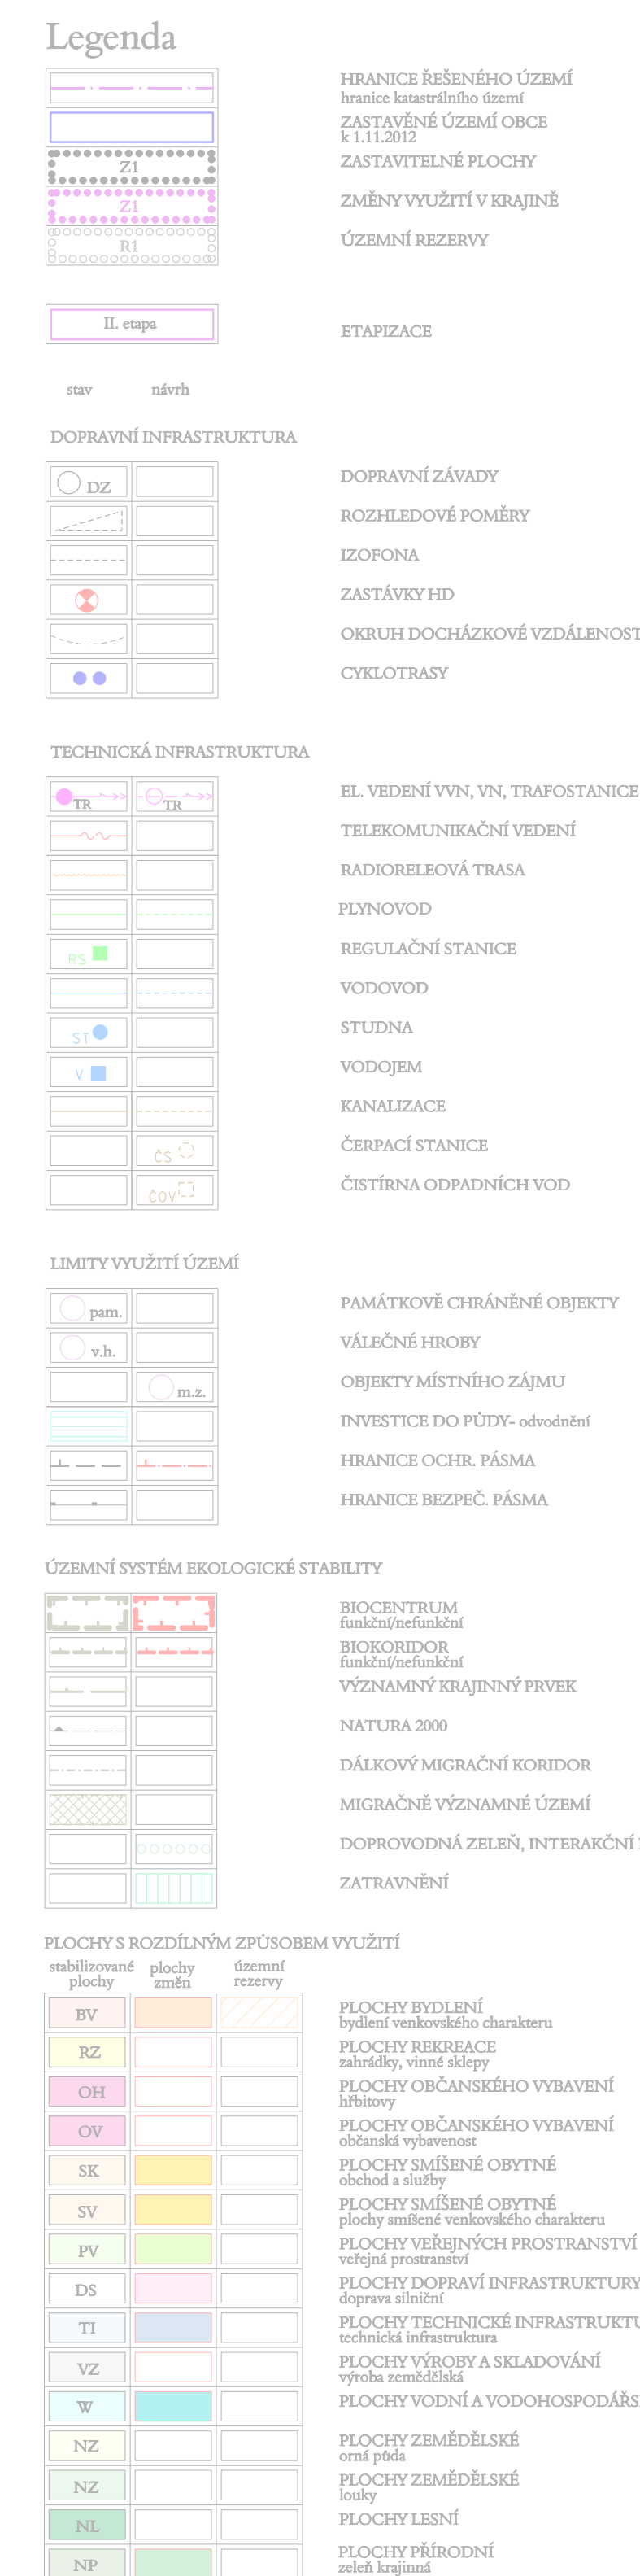 Legenda
HRANICE ŘEŠENÉHO ÚZEMÍ
hranice katastrálního území
ZASTAVĚNÉ ÚZEMÍ OBCE
k 1.11.2012
Z1 ZASTAVITELNÉ PLOCHY
Z1 ZMĚNY VYUŽITÍ V KRAJINĚ
R1 ÚZEMNÍ REZERVY
II. etapa ETAPIZACE
stav návrh
DOPRAVNÍ INFRASTRUKTURA
DZ DOPRAVNÍ ZÁVADY
ROZHLEDOVÉ POMĚRY
IZOFONA
ZASTÁVKY HD
OKRUH DOCHÁZKOVÉ VZDÁLENOST
CYKLOTRASY
TECHNICKÁ INFRASTRUKTURA
TR TR EL. VEDENÍ VVN, VN, TRAFOSTANICE
TELEKOMUNIKAČNÍ VEDENÍ
RADIORELEOVÁ TRASA
PLYNOVOD
RS REGULAČNÍ STANICE
VODOVOD
ST STUDNA
V VODOJEM
KANALIZACE
ČS ČERPACÍ STANICE
ČOV ČISTÍRNA ODPADNÍCH VOD
LIMITY VYUŽITÍ ÚZEMÍ
pam. PAMÁTKOVĚ CHRÁNĚNÉ OBJEKTY
v.h. VÁLEČNÉ HROBY
m.z. OBJEKTY MÍSTNÍHO ZÁJMU
INVESTICE DO PŮDY- odvodnění
HRANICE OCHR. PÁSMA
HRANICE BEZPEČ. PÁSMA
ÚZEMNÍ SYSTÉM EKOLOGICKÉ STABILITY
BIOCENTRUM
funkční/nefunkční
BIOKORIDOR
funkční/nefunkční
VÝZNAMNÝ KRAJINNÝ PRVEK
NATURA 2000
DÁLKOVÝ MIGRAČNÍ KORIDOR
MIGRAČNĚ VÝZNAMNÉ ÚZEMÍ
DOPROVODNÁ ZELEŇ, INTERAKČNÍ
ZATRAVNĚNÍ
PLOCHY S ROZDÍLNÝM ZPŮSOBEM VYUŽITÍ
stabilizované plochy územní
plochy změn rezervy
BV PLOCHY BYDLENÍ
bydlení venkovského charakteru
RZ PLOCHY REKREACE
zahrádky, vinné sklepy
OH PLOCHY OBČANSKÉHO VYBAVENÍ
hřbitovy
OV PLOCHY OBČANSKÉHO VYBAVENÍ
občanská vybavenost
SK PLOCHY SMÍŠENÉ OBYTNÉ
obchod a služby
SV PLOCHY SMÍŠENÉ OBYTNÉ
plochy smíšené venkovského charakteru
PV PLOCHY VEŘEJNÝCH PROSTRANSTVÍ
veřejná prostranství
DS PLOCHY DOPRAVÍ INFRASTRUKTURY
doprava silniční
TI PLOCHY TECHNICKÉ INFRASTRUKTU
technická infrastruktura
VZ PLOCHY VÝROBY A SKLADOVÁNÍ
výroba zemědělská
W PLOCHY VODNÍ A VODOHOSPODÁŘS
NZ PLOCHY ZEMĚDĚLSKÉ
orná půda
NZ PLOCHY ZEMĚDĚLSKÉ
louky
NL PLOCHY LESNÍ
NP PLOCHY PŘÍRODNÍ
zeleň krajinná